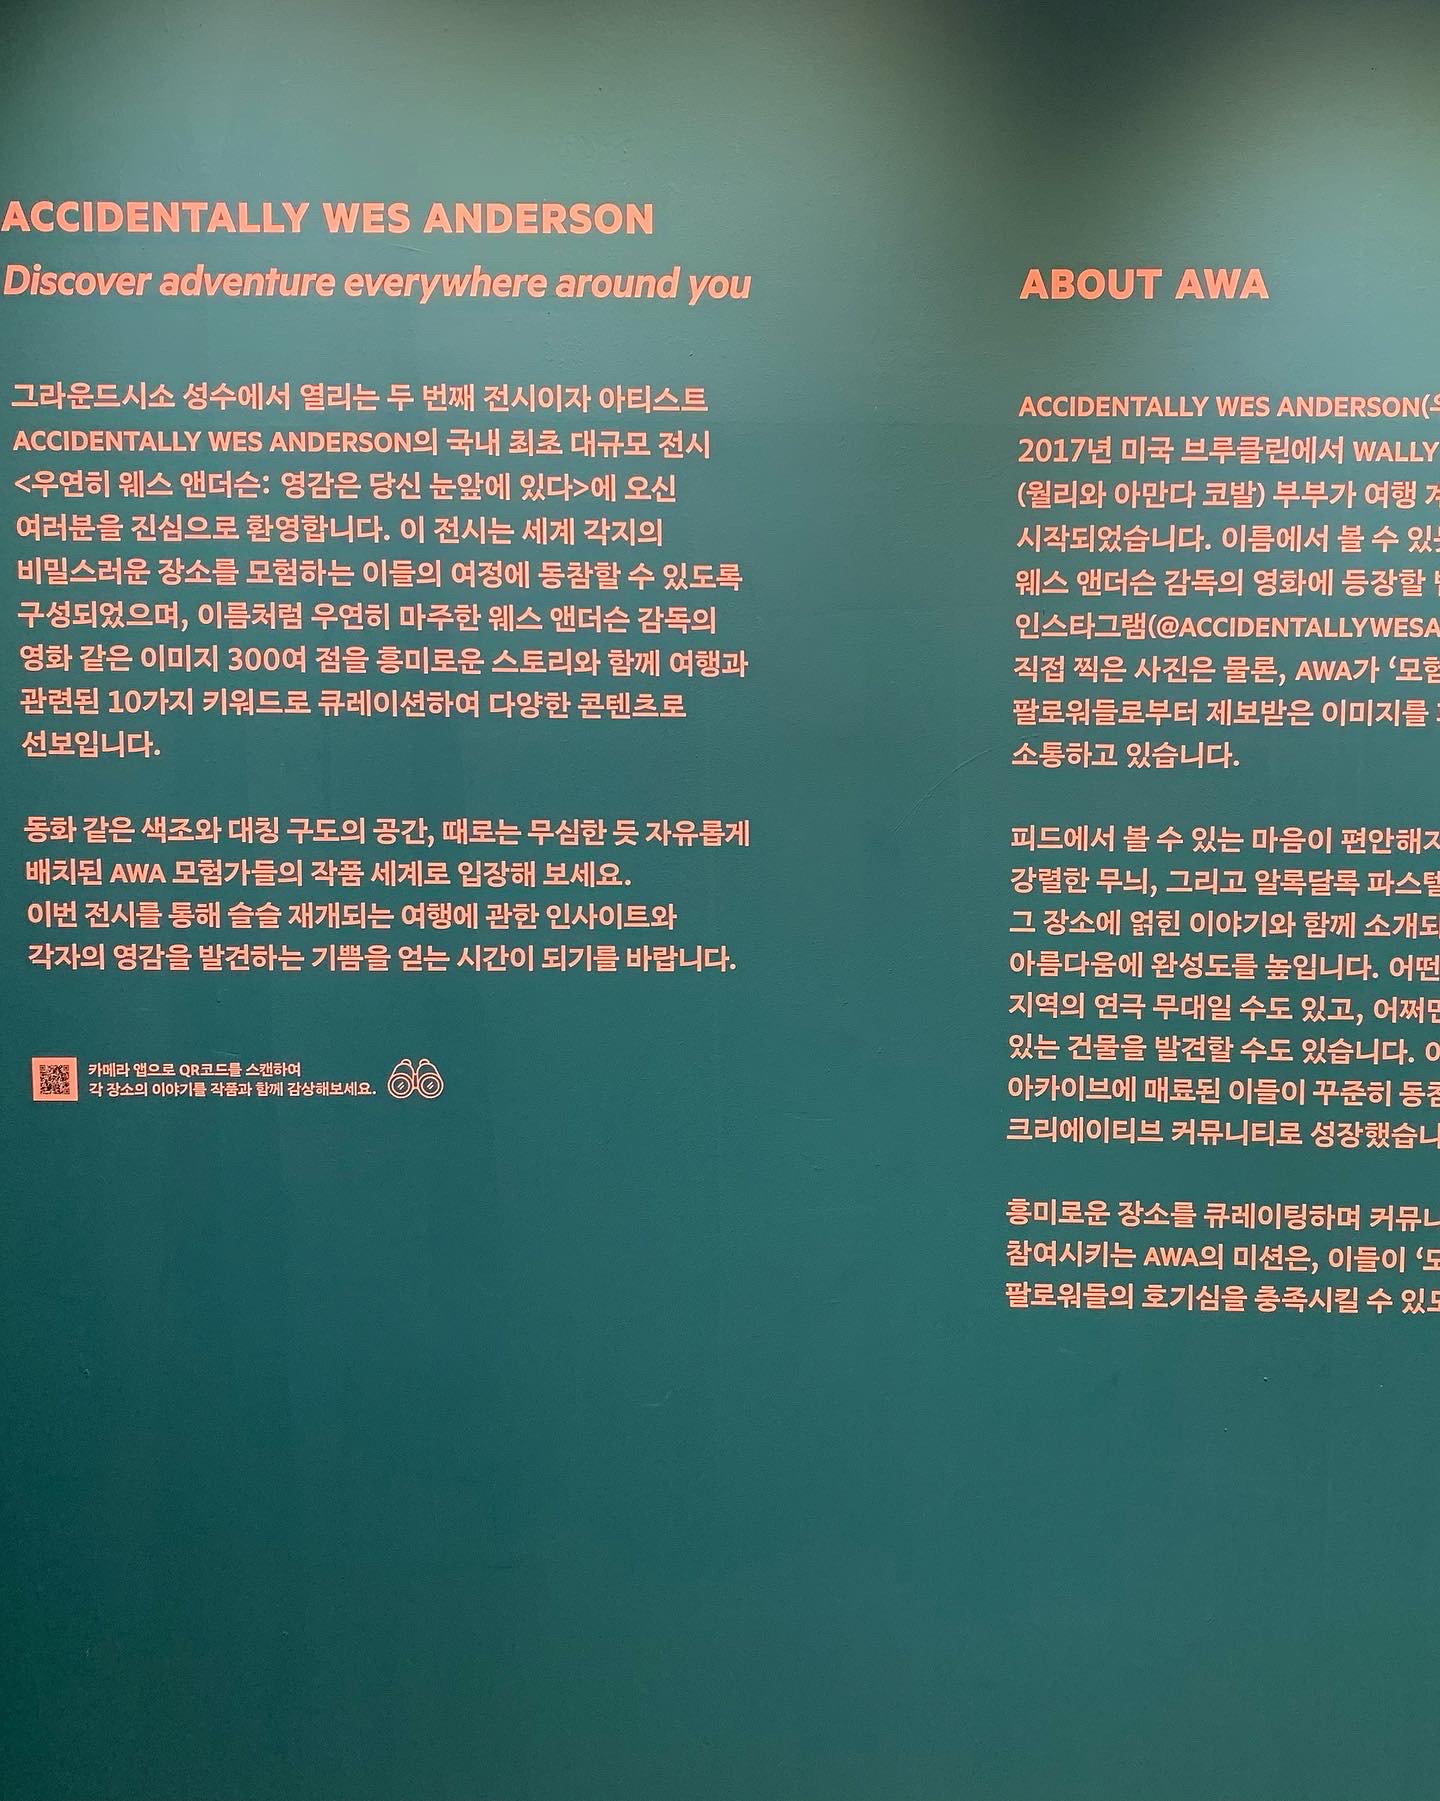 ACCIDENTALLY WES ANDERSON
Discover adventure everywhere around you
그라운드시소 성수에서 열리는 두 번째 전시이자 아티스트
ACCIDENTALLY WES ANDERSON의 국내 최초 대규모 전시
<우연히 웨스 앤더슨: 영감은 당신 눈앞에 있다>에 오신
여러분을 진심으로 환영합니다. 이 전시는 세계 각지의
비밀스러운 장소를 모험하는 이들의 여정에 동참할 수 있도록
구성되었으며, 이름처럼 우연히 마주한 웨스 앤더슨 감독의
영화 같은 이미지 300여 점을 흥미로운 스토리와 함께 여행과
관련된 10가지 키워드로 큐레이션하여 다양한 콘텐츠로
선보입니다.
동화 같은 색조와 대칭 구도의 공간, 때로는 무심한 듯 자유롭게
배치된 AWA 모험가들의 작품 세계로 입장해 보세요.
이번 전시를 통해 슬슬 재개되는 여행에 관한 인사이트와
각자의 영감을 발견하는 기쁨을 얻는 시간이 되기를 바랍니다.
카메라 앱으로 QR코드를 스캔하여
각 장소의 이야기를 작품과 함께 감상해보세요.
ABOUT AWA
ACCIDENTALLY WES ANDERSON(
2017년 미국 브루클린에서 WALLY
(월리와 아만다 코발) 부부가 여행
시작되었습니다. 이름에서 볼 수
웨스 앤더슨 감독의 영화에 등장할
인스타그램(@ACCIDENTALLYWESA
직접 찍은 사진은 물론, AWA가 ‘모험
팔로워들로부터 제보받은 이미지를
소통하고 있습니다.
피드에서 볼 수 있는 마음이 편안해지
강렬한 무늬, 그리고 알록달록 파스텔
그 장소에 얽힌 이야기와 함께 소개되
아름다움에 완성도를 높입니다. 어떤
지역의 연극 무대일 수도 있고, 어쩌면
있는 건물을 발견할 수도 있습니다.
아카이브에 매료된 이들이 꾸준히 동참
크리에이티브 커뮤니티로 성장했습니
흥미로운 장소를 큐레이팅하며 커뮤니
참여시키는 AWA의 미션은, 이들이
팔로워들의 호기심을 충족시킬 수